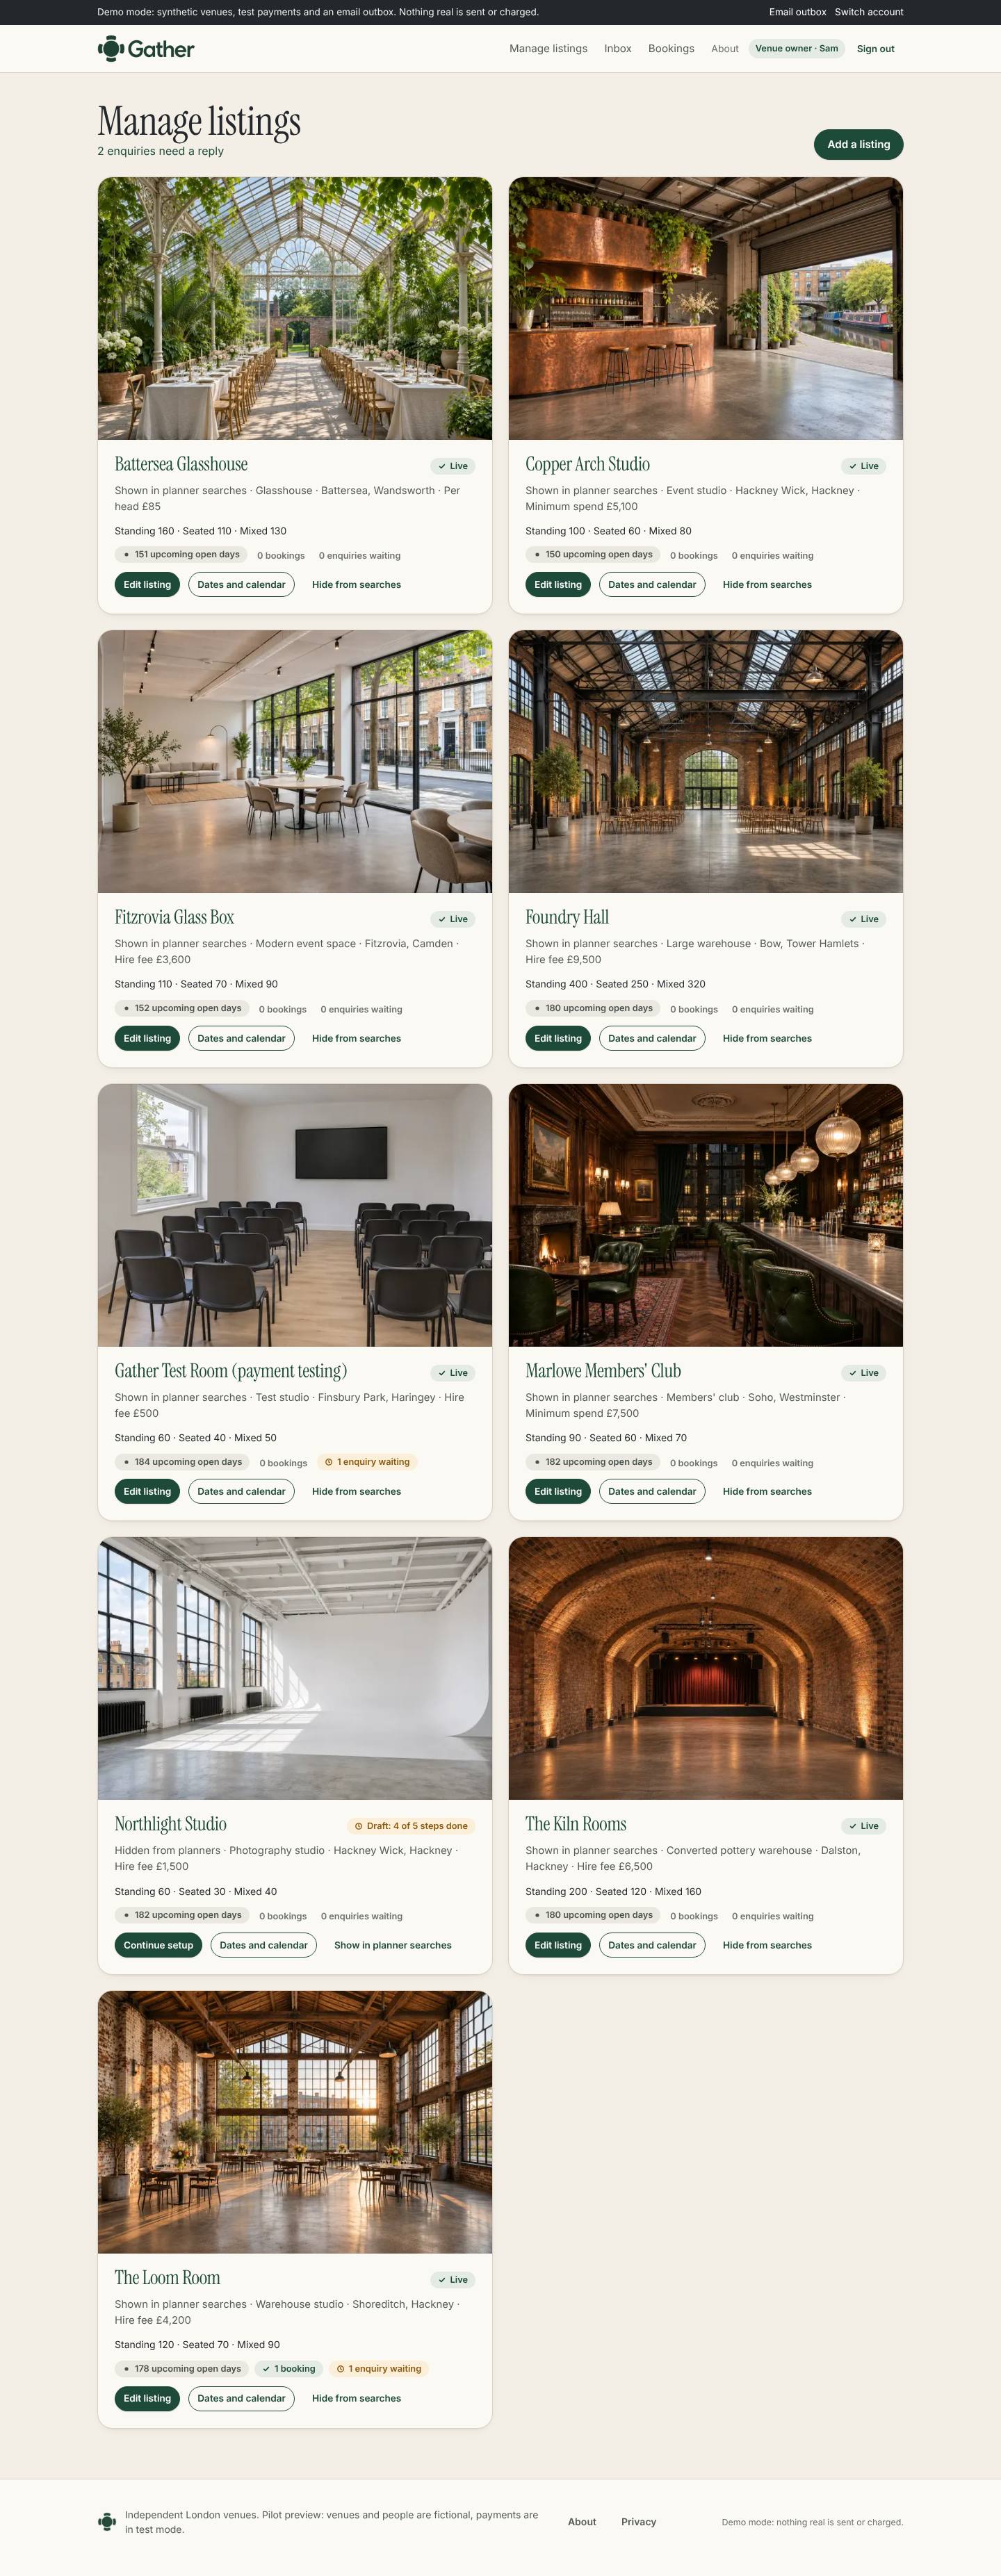 Demo mode: synthetic venues, test payments and an email outbox. Nothing real is sent or charged.
Email outbox Switch account
Gather
Manage listings Inbox Bookings About Venue owner · Sam Sign out
Manage listings
2 enquiries need a reply
Add a listing
Battersea Glasshouse
✓ Live
Shown in planner searches · Glasshouse · Battersea, Wandsworth · Per
head £85
Standing 160 · Seated 110 · Mixed 130
151 upcoming open days 0 bookings 0 enquiries waiting
Edit listing Dates and calendar Hide from searches
Copper Arch Studio
✓ Live
Shown in planner searches · Event studio · Hackney Wick, Hackney ·
Minimum spend £5,100
Standing 100 · Seated 60 · Mixed 80
150 upcoming open days 0 bookings 0 enquiries waiting
Edit listing Dates and calendar Hide from searches
Fitzrovia Glass Box
✓ Live
Shown in planner searches · Modern event space · Fitzrovia, Camden ·
Hire fee £3,600
Standing 110 · Seated 70 · Mixed 90
152 upcoming open days 0 bookings 0 enquiries waiting
Edit listing Dates and calendar Hide from searches
Foundry Hall
✓ Live
Shown in planner searches · Large warehouse · Bow, Tower Hamlets ·
Hire fee £9,500
Standing 400 · Seated 250 · Mixed 320
180 upcoming open days 0 bookings 0 enquiries waiting
Edit listing Dates and calendar Hide from searches
Gather Test Room (payment testing)
✓ Live
Shown in planner searches · Test studio · Finsbury Park, Haringey · Hire
fee £500
Standing 60 · Seated 40 · Mixed 50
184 upcoming open days 0 bookings 1 enquiry waiting
Edit listing Dates and calendar Hide from searches
Marlowe Members' Club
✓ Live
Shown in planner searches · Members' club · Soho, Westminster ·
Minimum spend £7,500
Standing 90 · Seated 60 · Mixed 70
182 upcoming open days 0 bookings 0 enquiries waiting
Edit listing Dates and calendar Hide from searches
Northlight Studio
Draft: 4 of 5 steps done
Hidden from planners · Photography studio · Hackney Wick, Hackney ·
Hire fee £1,500
Standing 60 · Seated 30 · Mixed 40
182 upcoming open days 0 bookings 0 enquiries waiting
Continue setup Dates and calendar Show in planner searches
The Kiln Rooms
✓ Live
Shown in planner searches · Converted pottery warehouse · Dalston,
Hackney · Hire fee £6,500
Standing 200 · Seated 120 · Mixed 160
180 upcoming open days 0 bookings 0 enquiries waiting
Edit listing Dates and calendar Hide from searches
The Loom Room
✓ Live
Shown in planner searches · Warehouse studio · Shoreditch, Hackney ·
Hire fee £4,200
Standing 120 · Seated 70 · Mixed 90
178 upcoming open days ✓ 1 booking 1 enquiry waiting
Edit listing Dates and calendar Hide from searches
Independent London venues. Pilot preview: venues and people are fictional, payments are
in test mode.
About Privacy
Demo mode: nothing real is sent or charged.